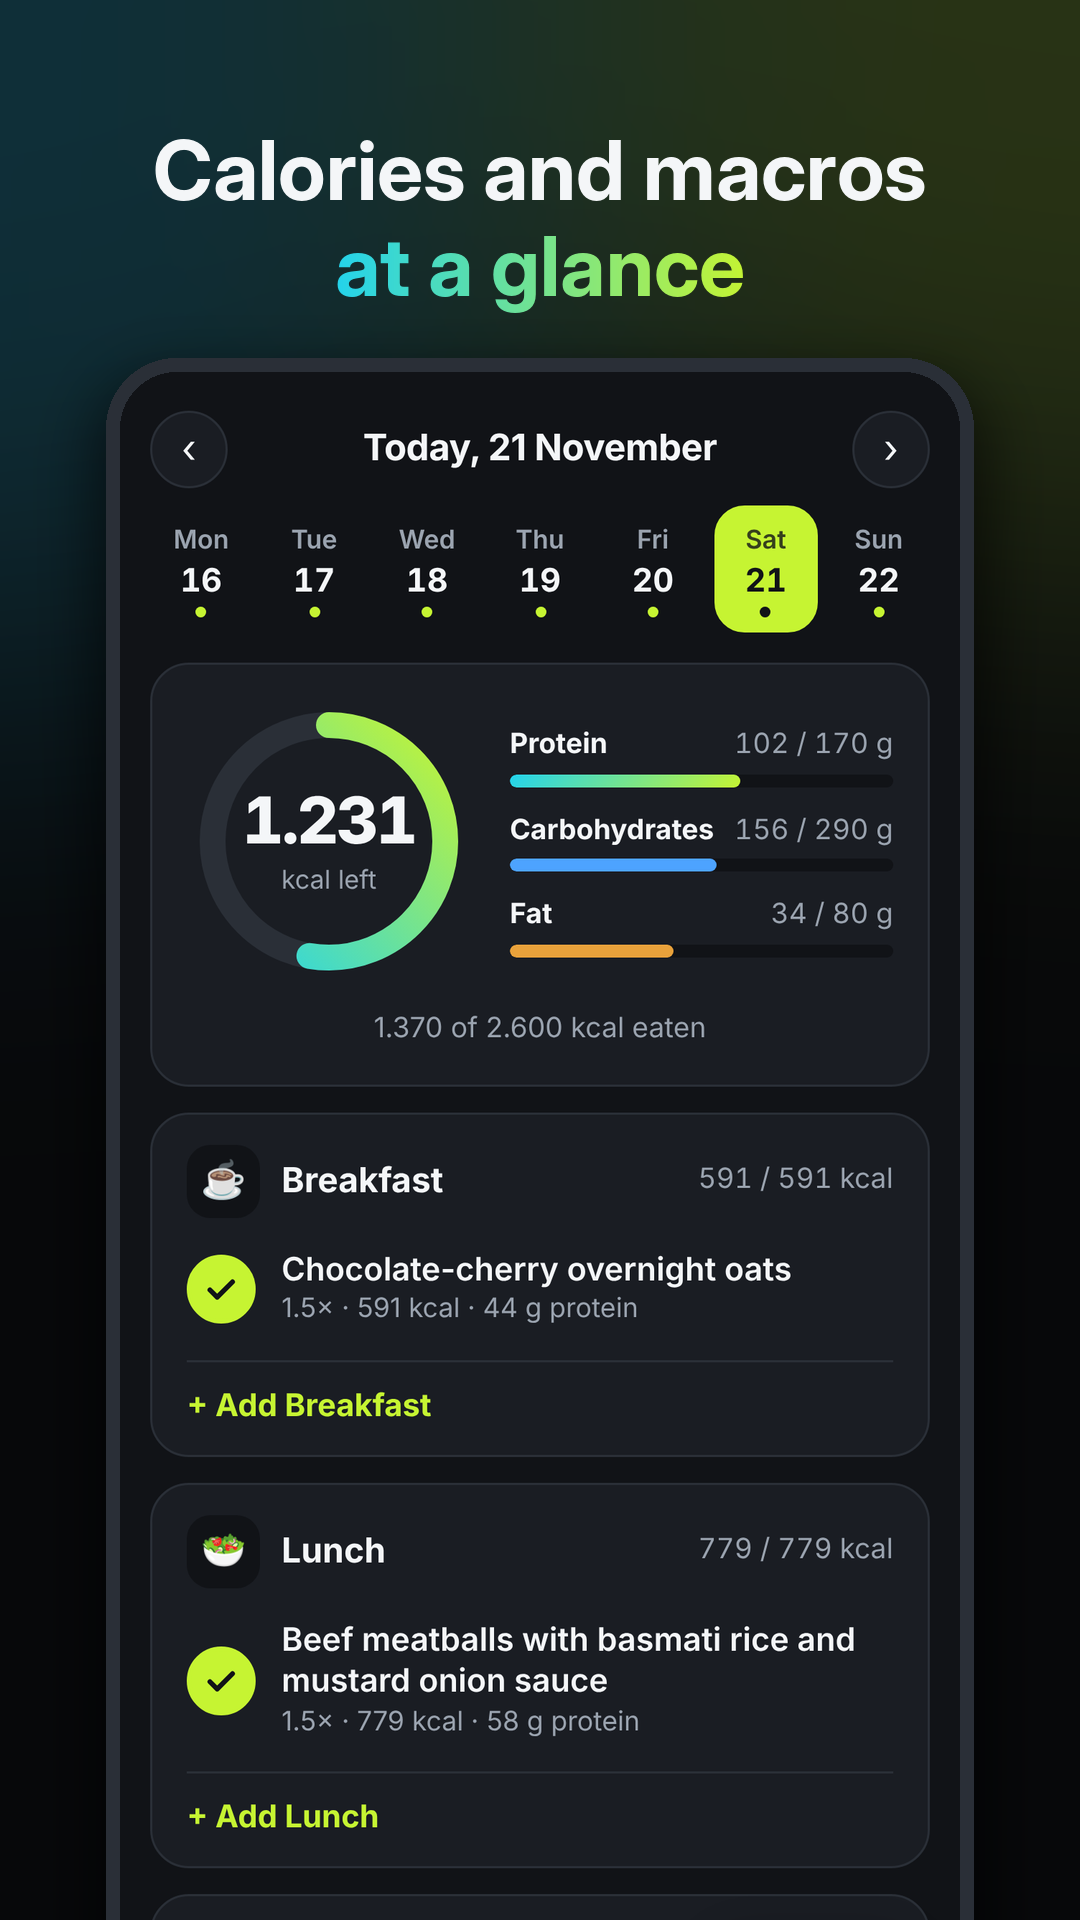 Calories and macros
at a glance
‹ Today, 21 November ›
Mon Tue Wed Thu Fri Sat Sun
16 17 18 19 20 21 22
1.231
kcal left
Protein 102 / 170 g
Carbohydrates 156 / 290 g
Fat 34 / 80 g
1.370 of 2.600 kcal eaten
Breakfast 591 / 591 kcal
Chocolate-cherry overnight oats
1.5× · 591 kcal · 44 g protein
+ Add Breakfast
Lunch 779 / 779 kcal
Beef meatballs with basmati rice and
mustard onion sauce
1.5× · 779 kcal · 58 g protein
+ Add Lunch